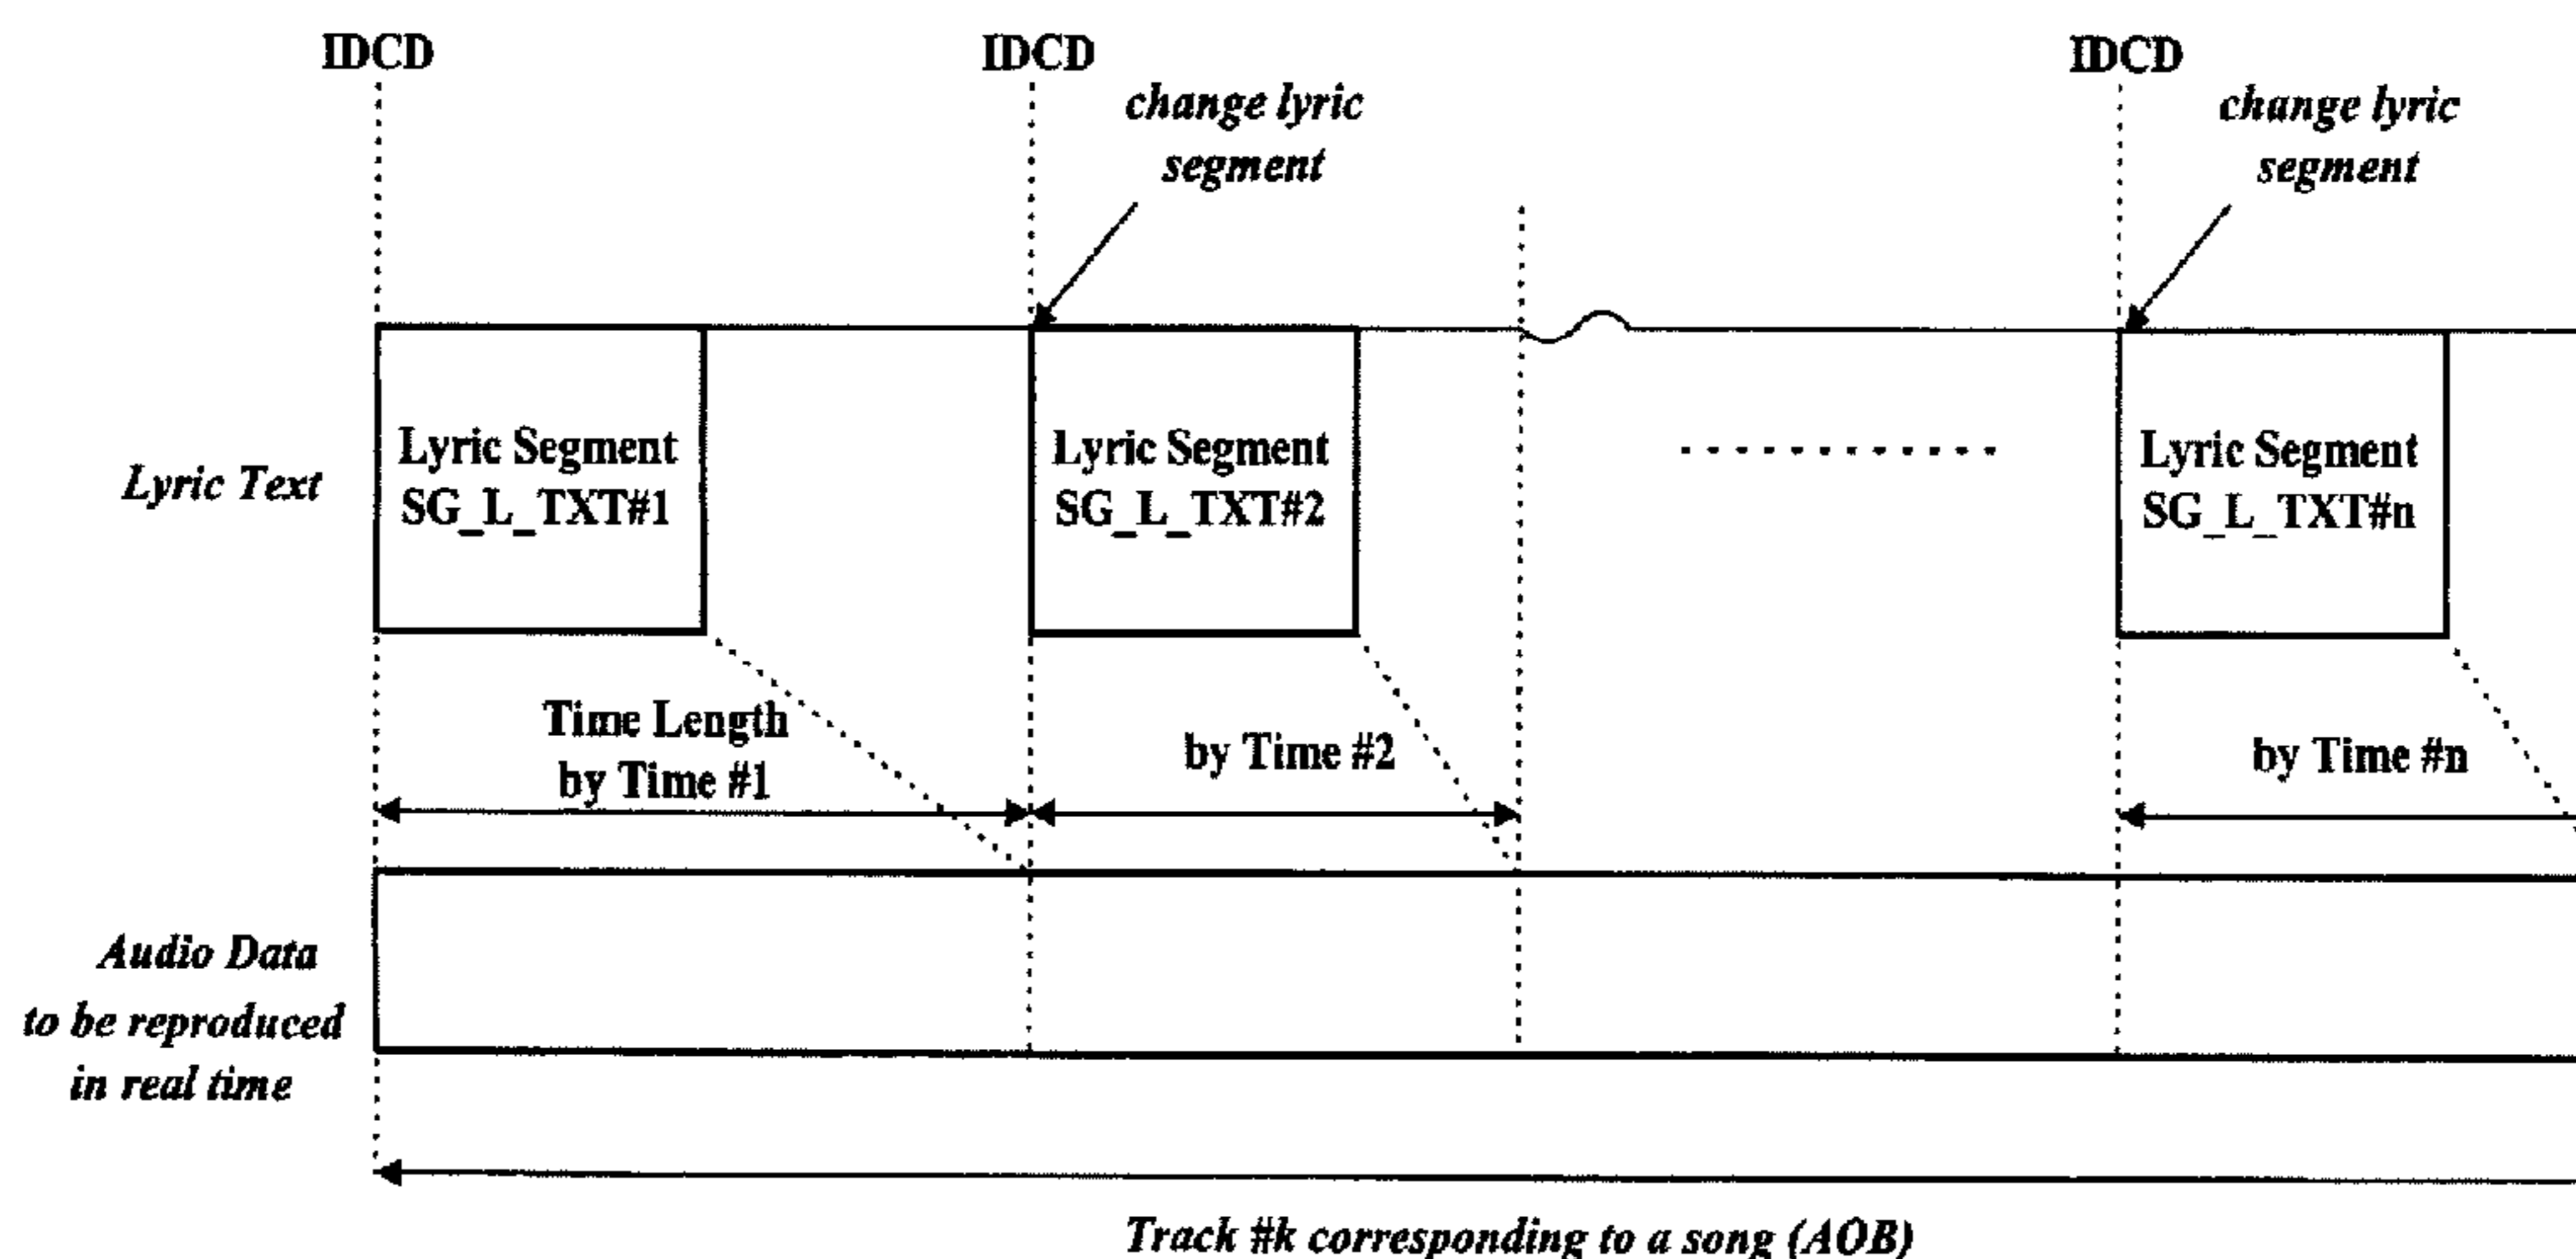 IDCD
IDCD
IDCD
change lyric
segment
change lyric
segment
Lyric Text
Lyric Segment
SG_L_TXT#1
Lyric Segment
SG_L_TXT#2
Lyric Segment
SG_L_TXT#n
Time Length
by Time #1
by Time #2
by Time #n
Audio Data
to be reproduced
in real time
Track #k corresponding to a song (AOB)